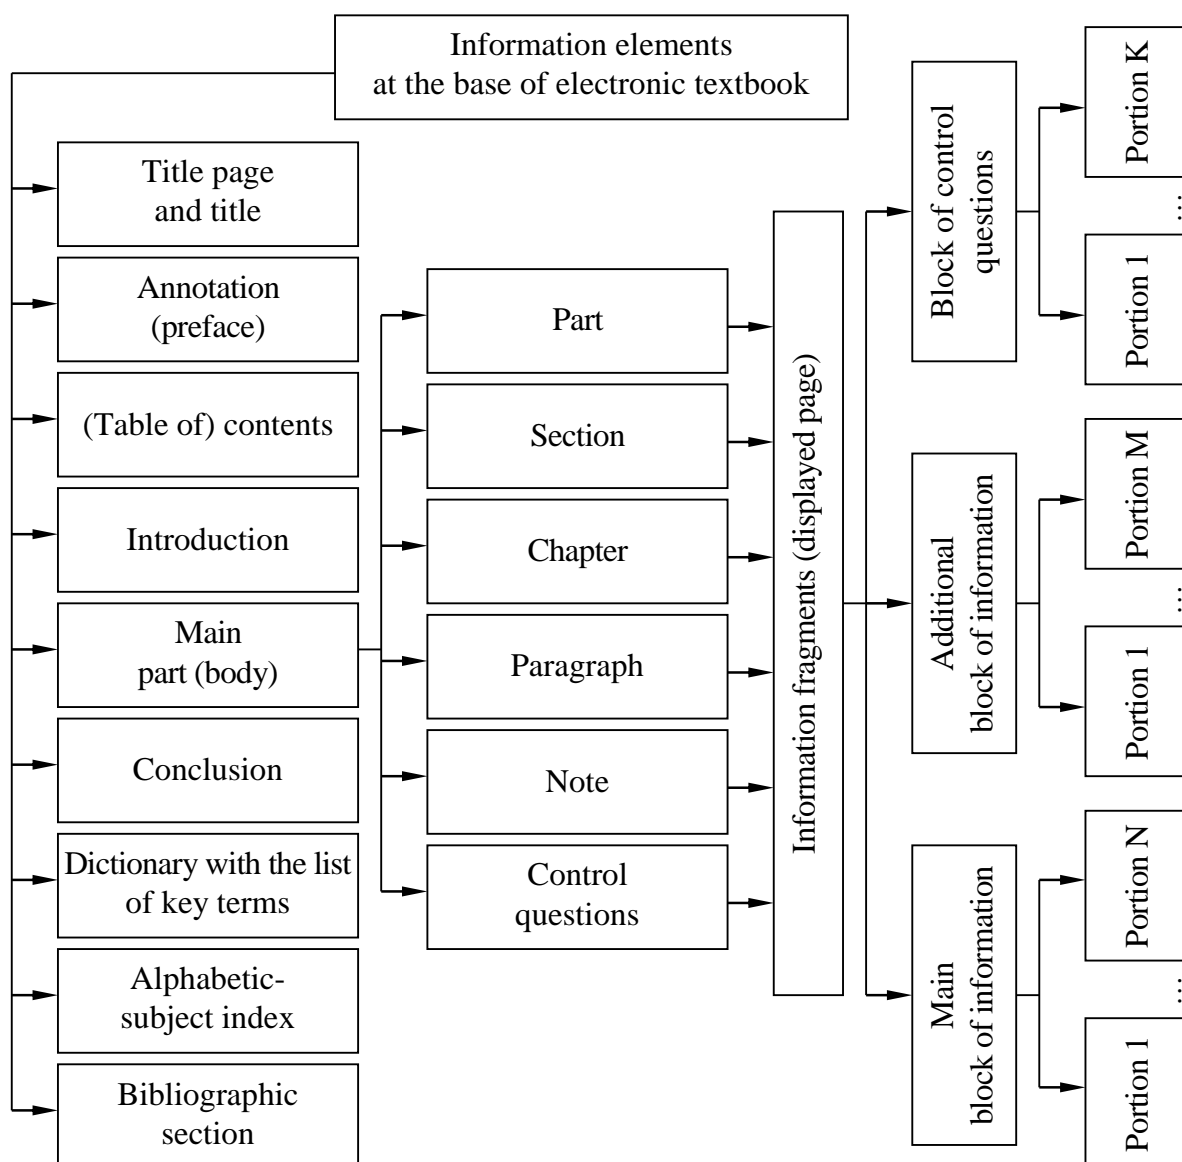 Information elements
at the base of electronic textbook
Title page
and title
Annotation
(preface)
(Table of) contents
Introduction
Main
part (body)
Conclusion
Dictionary with the list
of key terms
Alphabetic-
subject index
Bibliographic
section
Part
Section
Chapter
Paragraph
Note
Control
questions
Information fragments (displayed page)
Block of control
questions
Additional
block of information
Main
block of information
Portion K
...
Portion 1
Portion M
...
Portion 1
Portion N
...
Portion 1